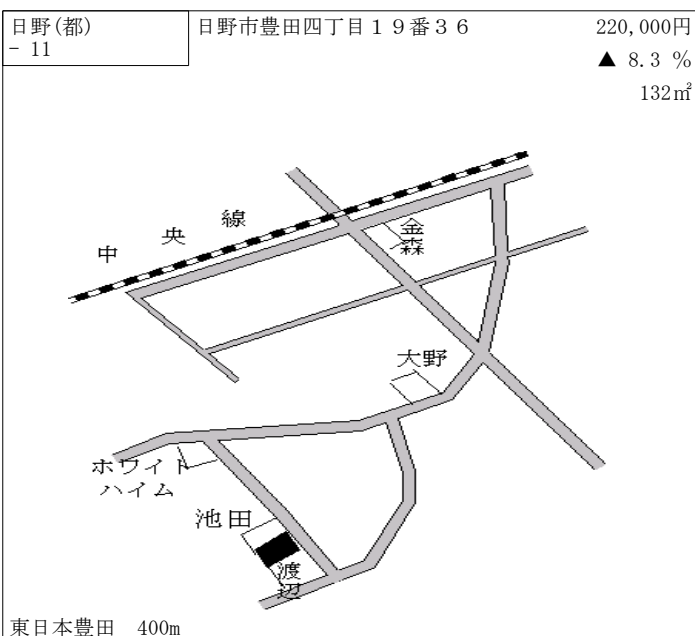 日野(都)
- 11
日野市豊田四丁目１９番３６
220,000円
▲ 8.3 %
132㎡
中央線
金森
大野
ホワイト
ハイム
池田
渡辺
東日本豊田　400m